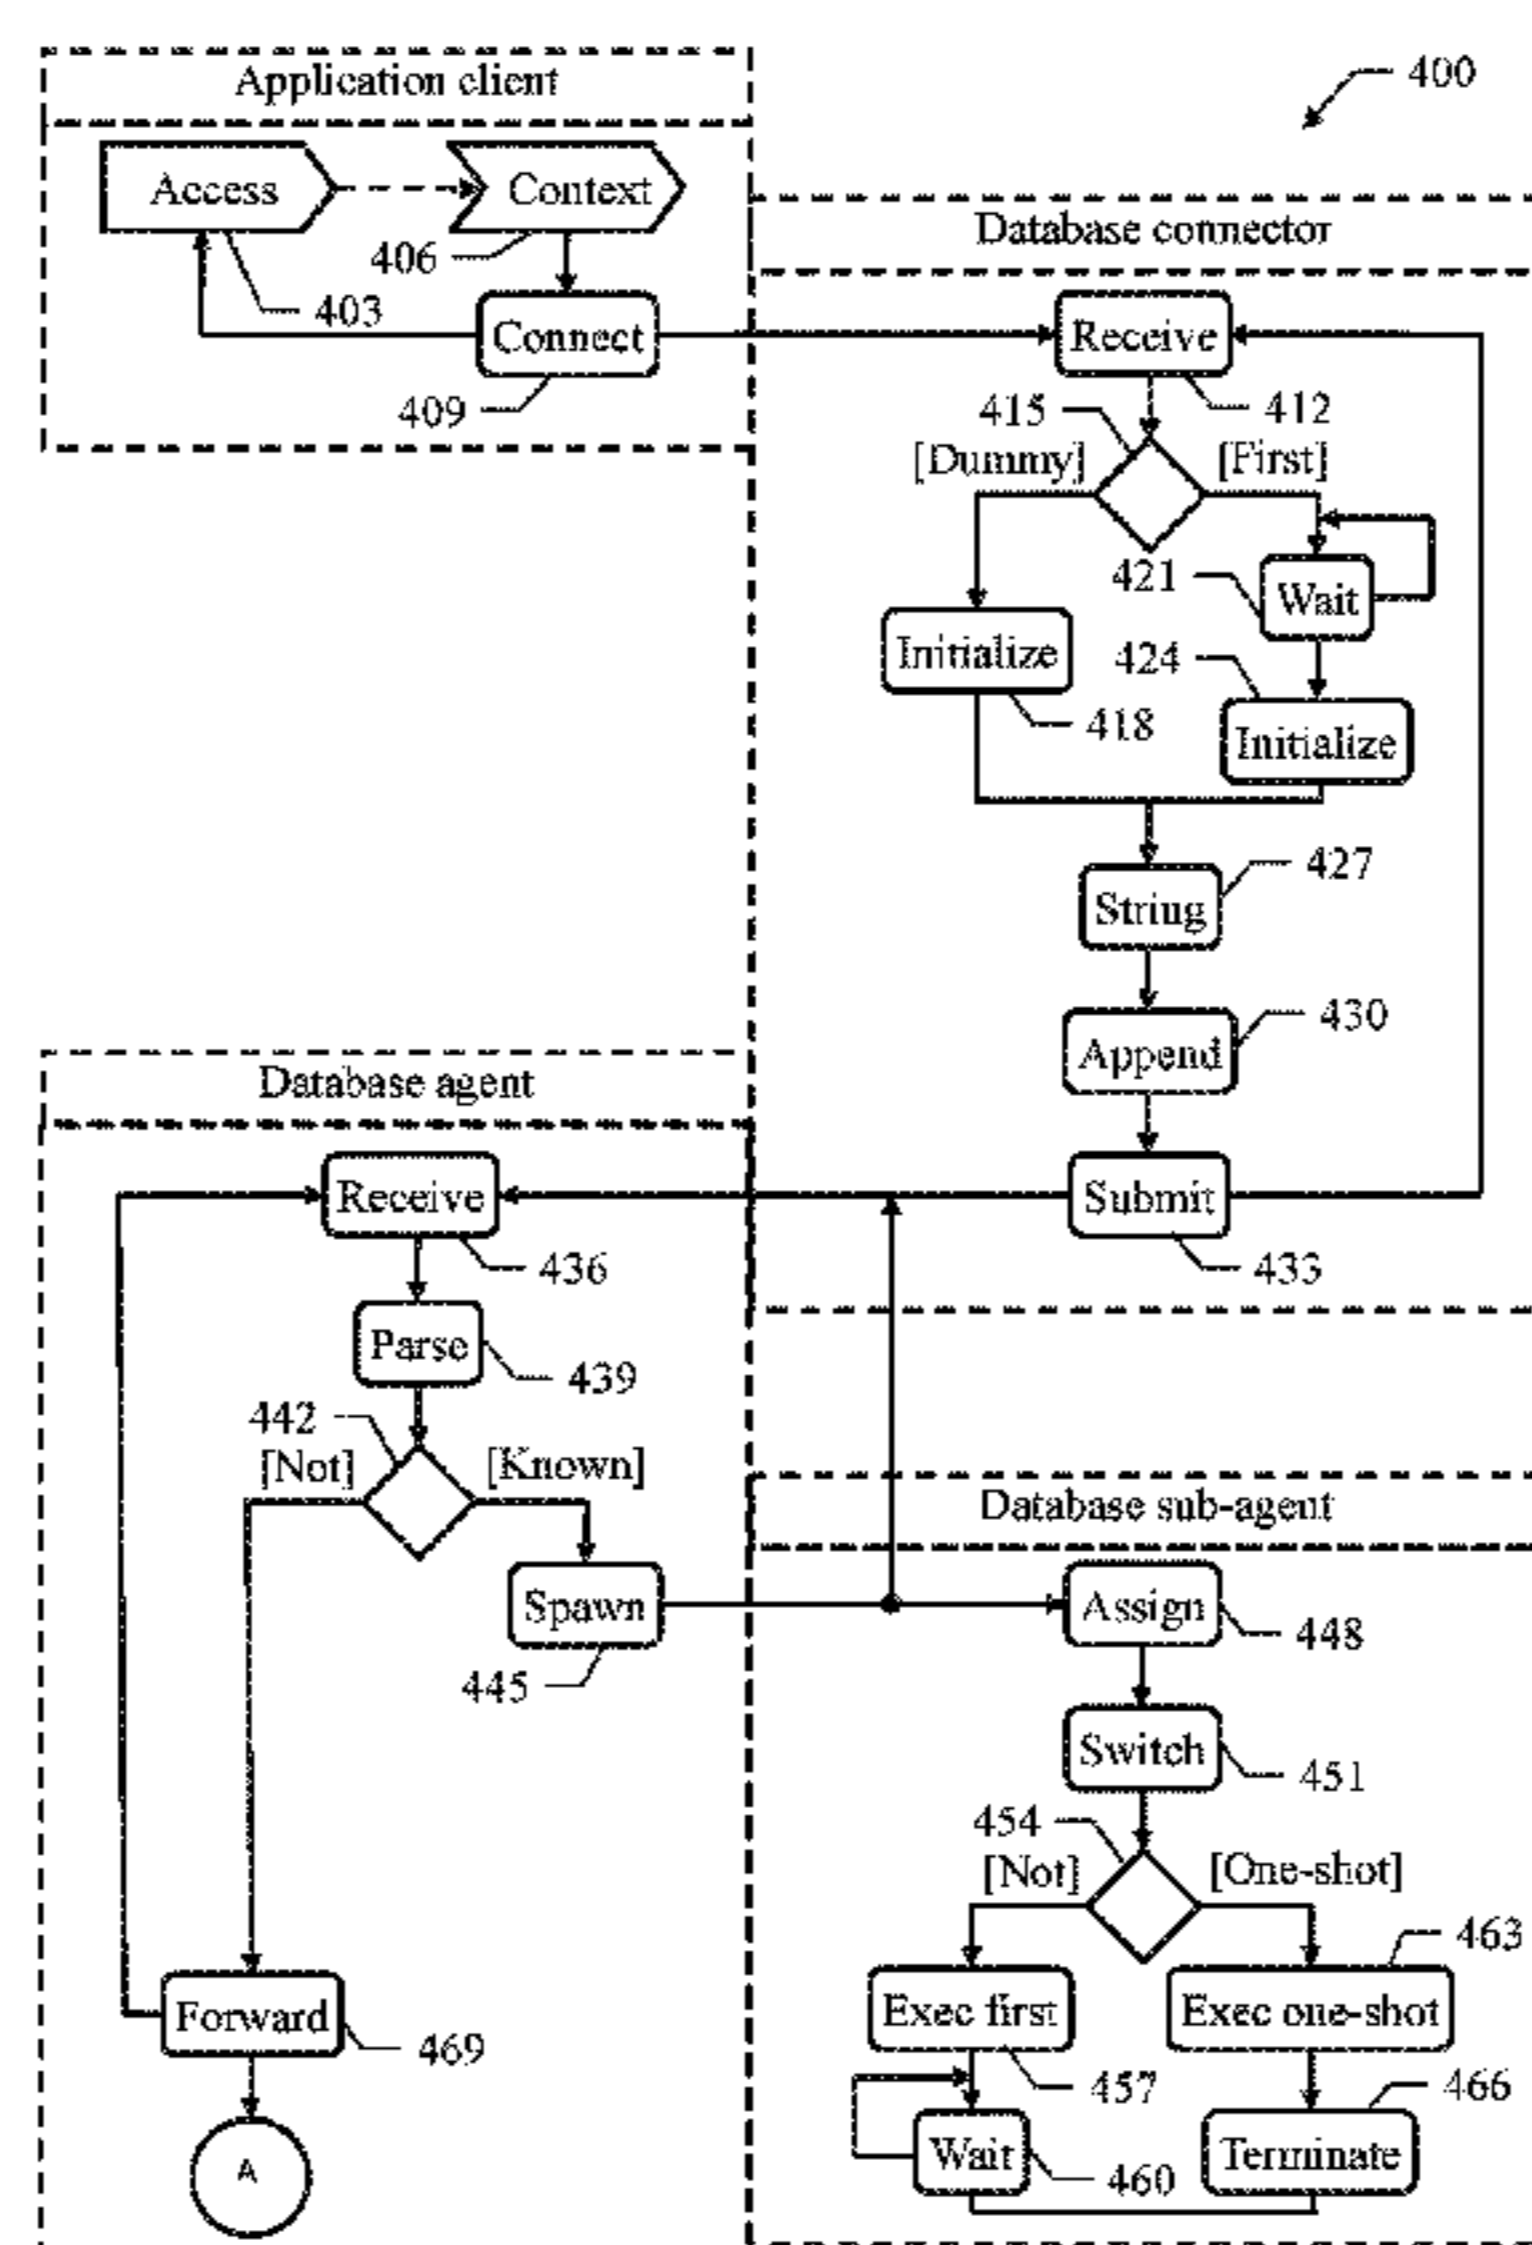 Application client
400
Access
Context
406
403
Connect
409
Database connector
Receive
412
415
[Dummy]
[First]
421
Wait
Initialize
418
424
Initialize
String
427
Append
430
Submit
433
Database agent
Receive
436
Parse
439
442
[Not]
[Known]
Spawn
445
Database sub-agent
Assign
448
Switch
451
454
[Not]
[One-shot]
463
Exec first
Exec one-shot
457
466
Wait
460
Terminate
Forward
469
A